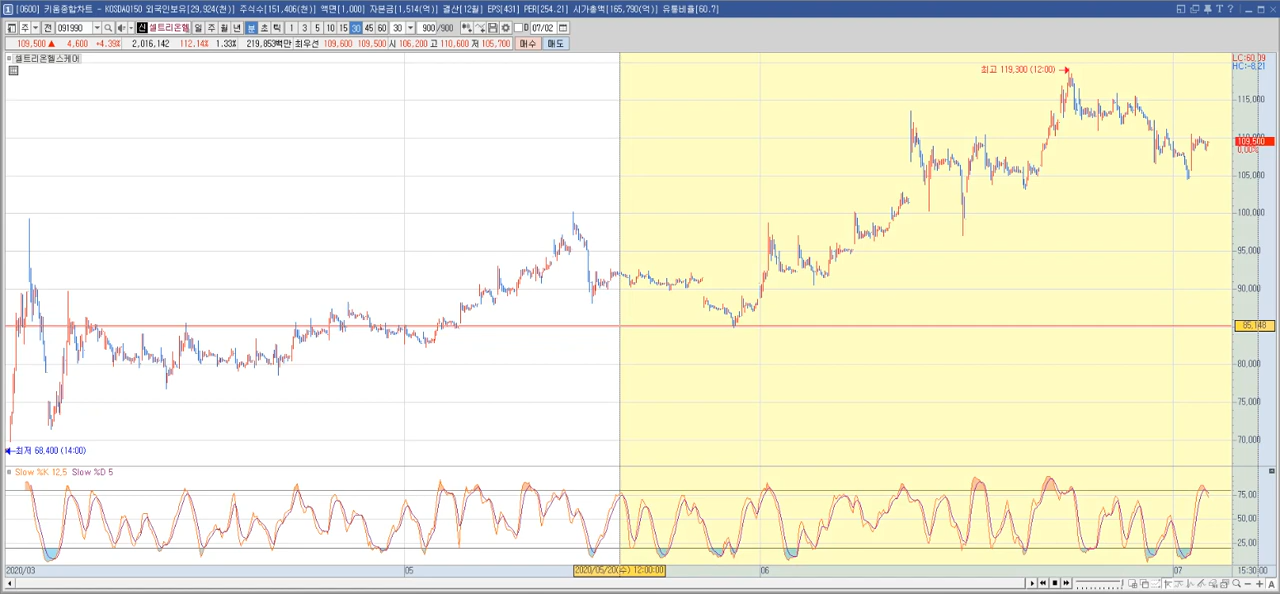 [0600] 키움종합차트 - KOSDAQ150 외국인보유[29,924(천)] 주식수[151,406(천)] 액면[1,000] 자본금[1,514(억)] 결산[12월] EPS[431] PER[254.21] 시가총액[165,790(억)] 유통비율[60.7]
주 전 091990 신 셀트리온헬 일 주 월 년 분 초 틱 1 3 5 10 15 30 45 60 30 900 /900 07/02
109,500 ▲ 4,600 +4.39% 2,016,142 112.14% 1.33% 219,853백만 최우선 109,600 109,500 시 106,200 고 110,600 저 105,700 매수 매도
셀트리온헬스케어
LC:60.09
HC:-8.21
최고 119,300 (12:00)
115,000
110,000
109,500
0.00%
105,000
100,000
95,000
90,000
85,148
80,000
75,000
70,000
최저 68,400 (14:00)
Slow %K 12,5 Slow %D 5
75.00
50.00
25.00
2020/03 05 2020/05/20(수) 12:00:00 06 07 15:30:00
A